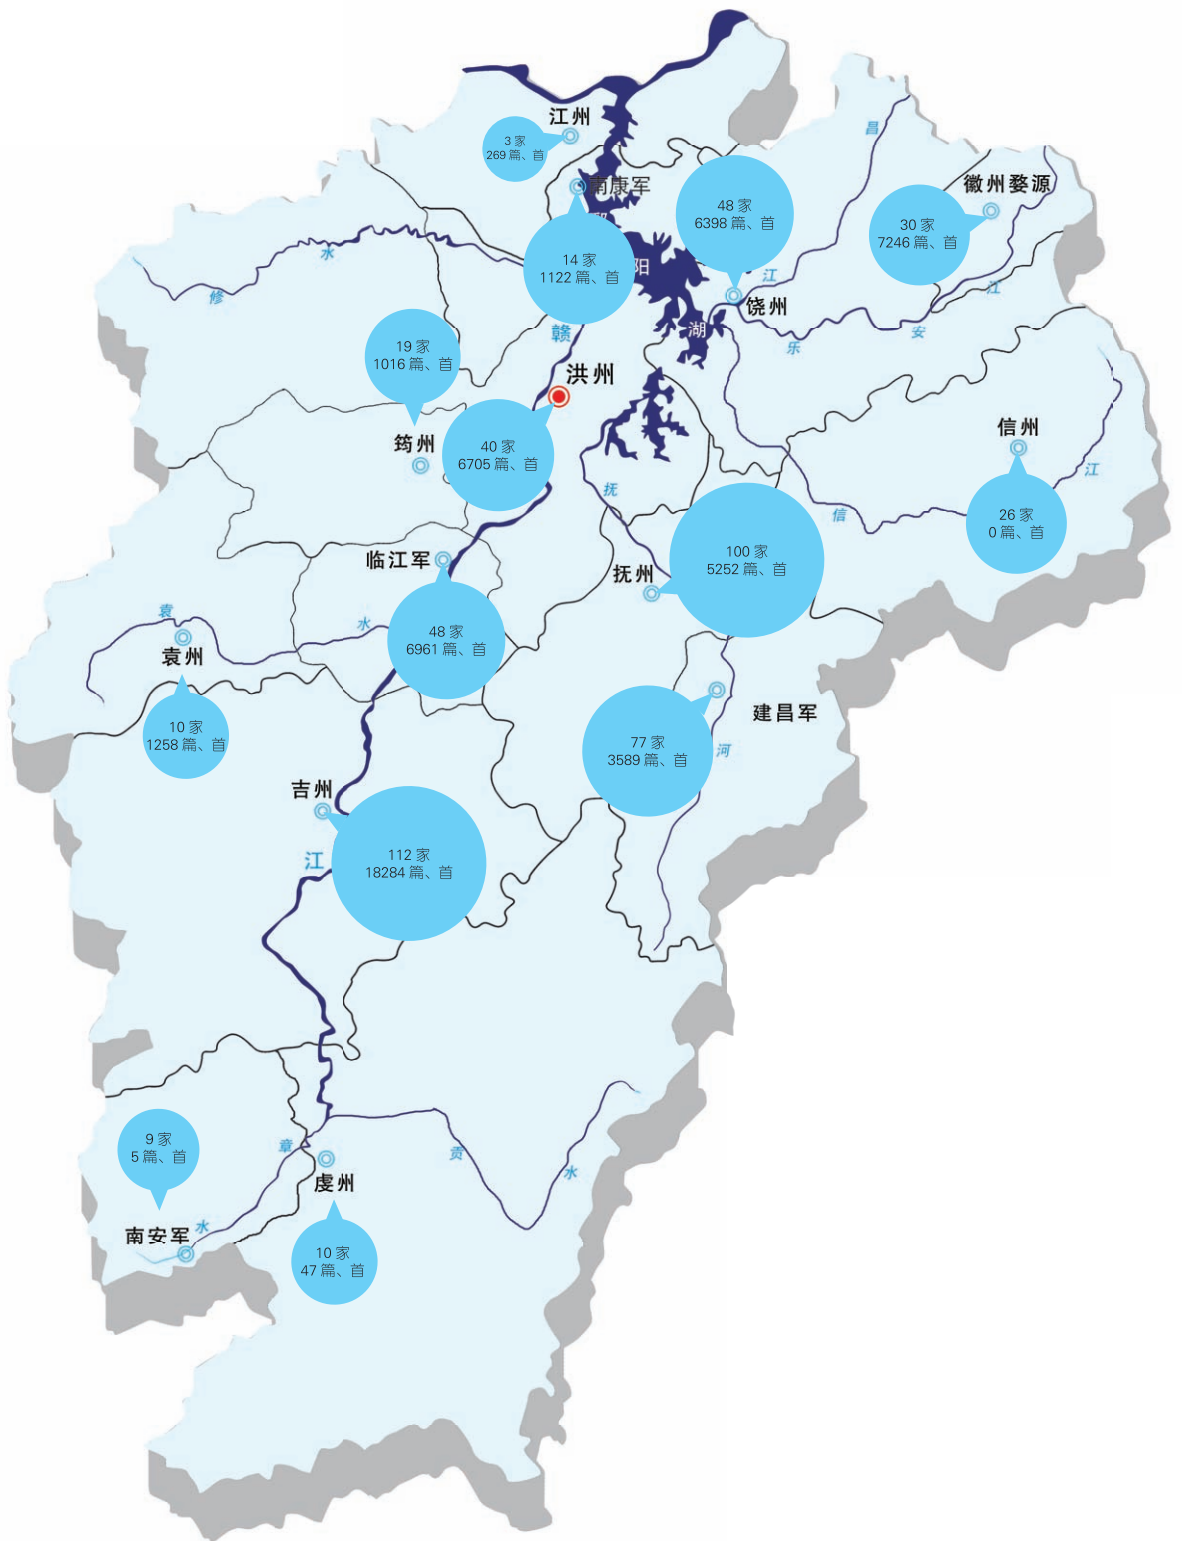 江州
3 家
269 篇、首
昌
南康军
徽州婺源
48 家
6398 篇、首
30 家
7246 篇、首
水
14 家
1122 篇、首
阳
江
江
修
饶州
赣
湖
安
乐
19 家
1016 篇、首
洪州
筠州
40 家
6705 篇、首
信州
江
抚
信
26 家
0 篇、首
临江军
抚州
100 家
5252 篇、首
袁
水
袁州
48 家
6961 篇、首
建昌军
10 家
1258 篇、首
77 家
3589 篇、首
河
吉州
江
112 家
18284 篇、首
9 家
5 篇、首
章
贡
水
虔州
南安军
水
10 家
47 篇、首